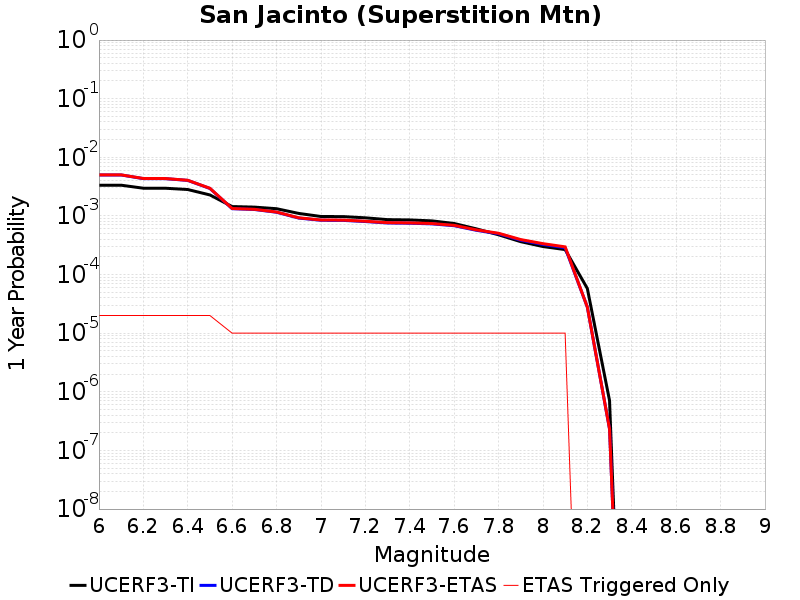 San Jacinto (Superstition Mtn)
10^0
10^-1
10^-2
10^-3
10^-4
10^-5
10^-6
10^-7
10^-8
1 Year Probability
6 6.2 6.4 6.6 6.8 7 7.2 7.4 7.6 7.8 8 8.2 8.4 8.6 8.8 9
Magnitude
UCERF3-TI UCERF3-TD UCERF3-ETAS ETAS Triggered Only